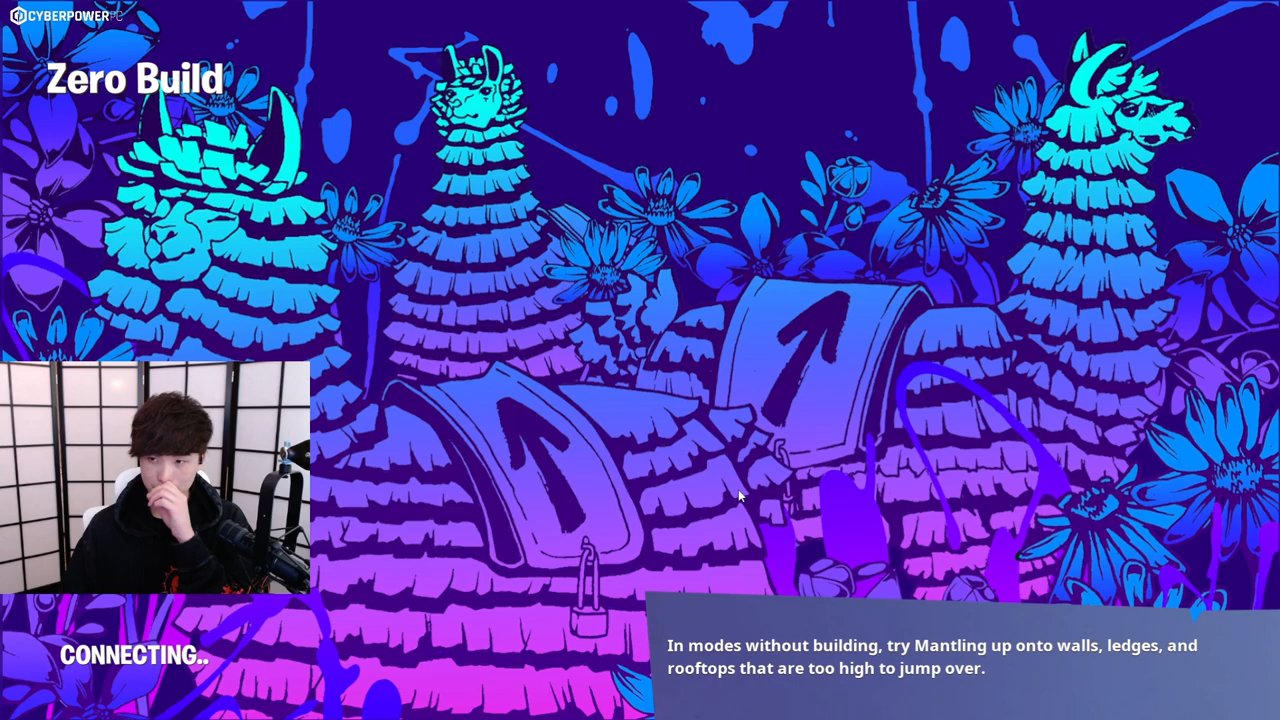 CYBERPOWERPC
Zero Build
CONNECTING..
In modes without building, try Mantling up onto walls, ledges, and
rooftops that are too high to jump over.